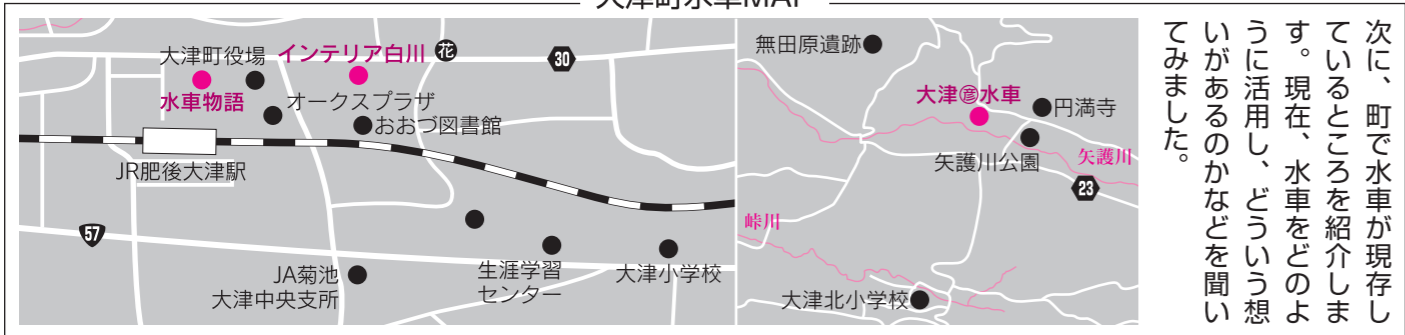 大津町水車MAP
次に、町で水車が現存し
ているところを紹介しま
す。現在、水車をどのよ
うに活用し、どういう想
いがあるのかなどを聞い
てみました。
大津町役場
インテリア白川
花
30
水車物語
オークスプラザ
おおづ図書館
JR肥後大津駅
57
JA菊池
大津中央支所
生涯学習
センター
大津小学校
無田原遺跡
大津㊪水車
円満寺
矢護川公園
矢護川
23
峠川
大津北小学校